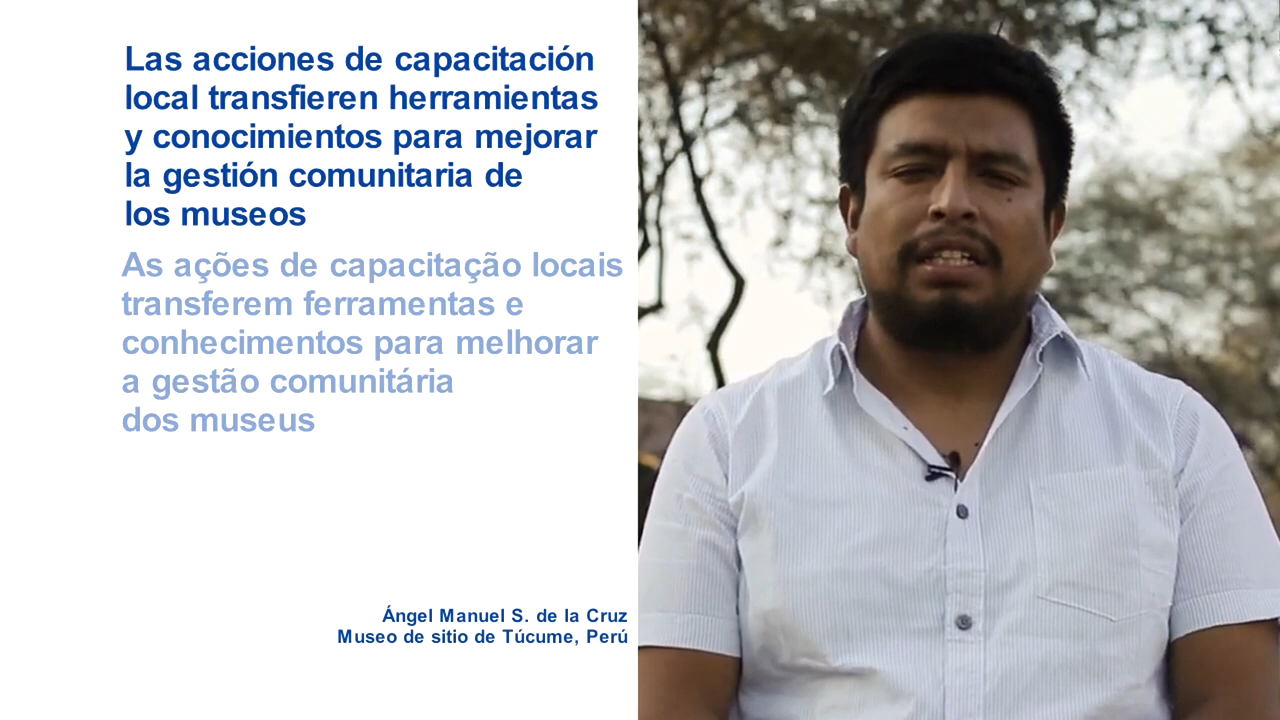 Las acciones de capacitación
local transfieren herramientas
y conocimientos para mejorar
la gestión comunitaria de
los museos
As ações de capacitação locais
transferem ferramentas e
conhecimentos para melhorar
a gestão comunitária
dos museus
Ángel Manuel S. de la Cruz
Museo de sitio de Túcume, Perú